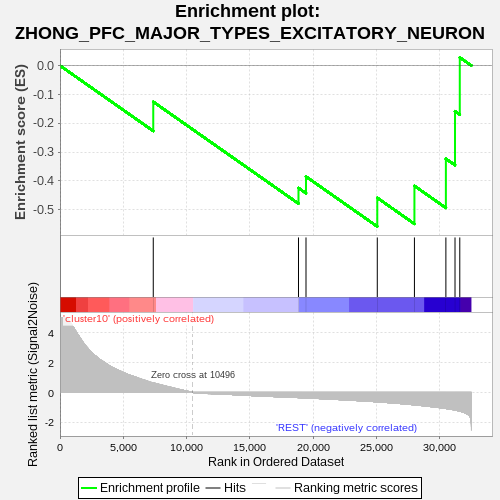 Enrichment plot:
ZHONG_PFC_MAJOR_TYPES_EXCITATORY_NEURON
Enrichment score (ES)
0.0
-0.1
-0.2
-0.3
-0.4
-0.5
'cluster10' (positively correlated)
Ranked list metric (Signal2Noise)
4
2
0
-2
Zero cross at 10496
'REST' (negatively correlated)
0 5,000 10,000 15,000 20,000 25,000 30,000
Rank in Ordered Dataset
Enrichment profile Hits Ranking metric scores